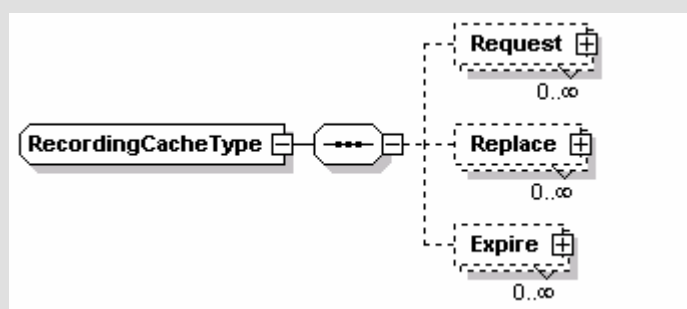 Request
0..∞
RecordingCacheType
Replace
0..∞
Expire
0..∞